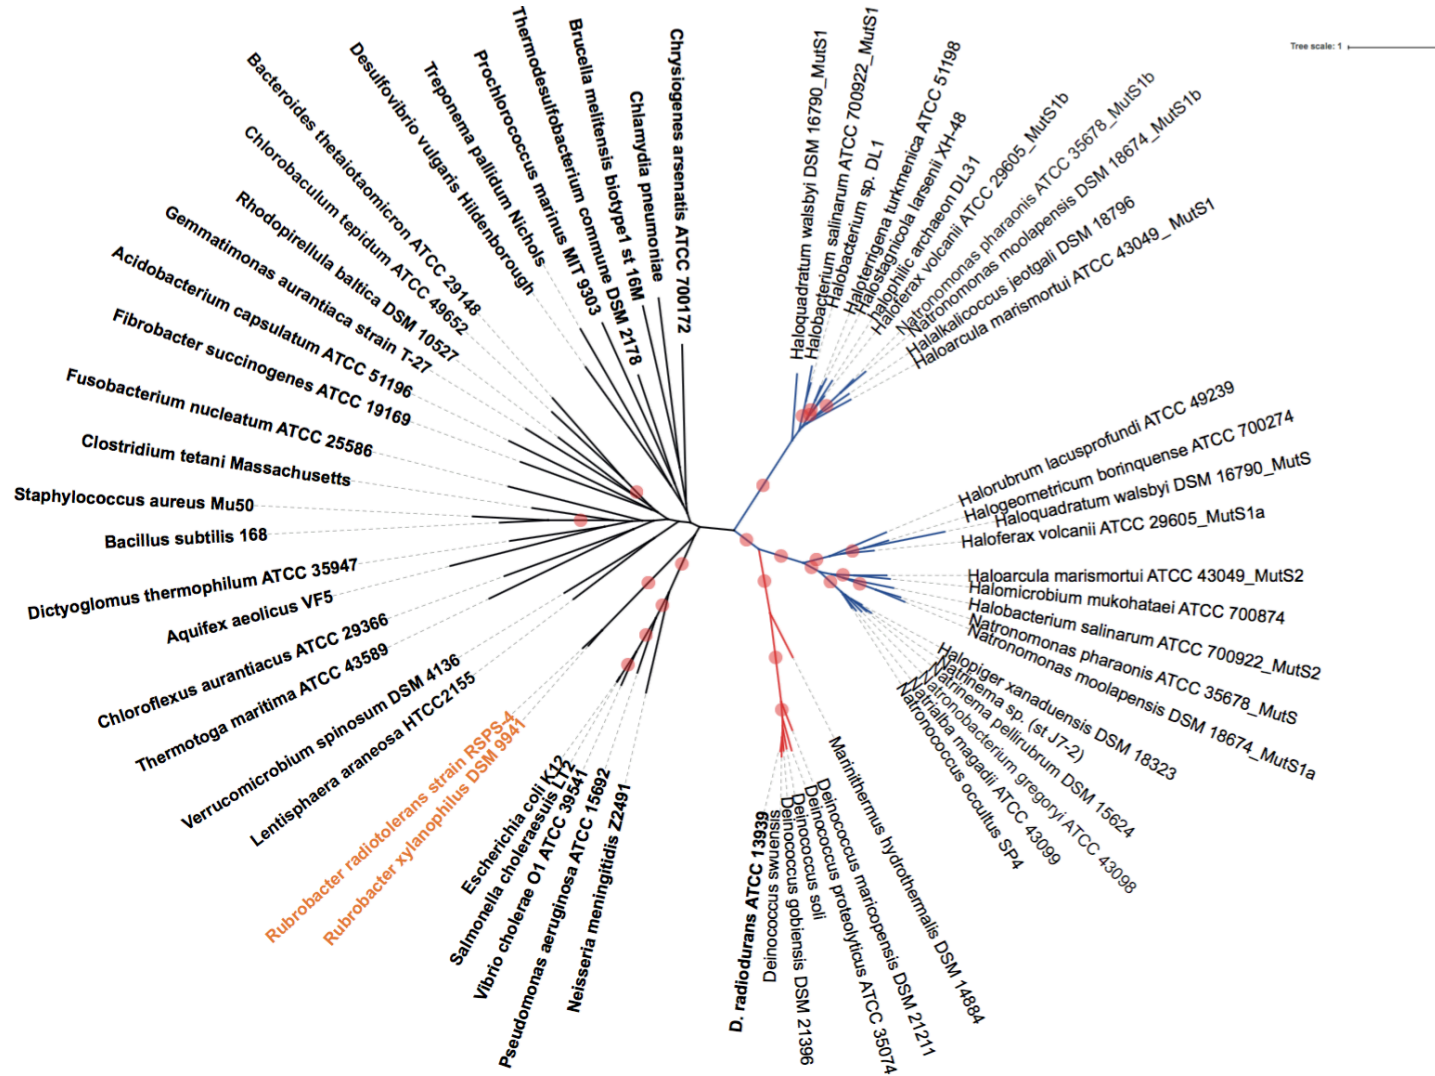 Tree scale: 1
Bacteroides thetaiotaomicron ATCC 29148
Desulfovibrio vulgaris Hildenborough
Treponema pallidum Nichols
Prochlorococcus marinus MIT 9303
Thermodesulfobacterium commune DSM 2178
Brucella melitensis biotype1 st 16M
Chlamydia pneumoniae
Chrysiogenes arsenatis ATCC 700172
Haloquadratum walsbyi DSM 16790_MutS1
Halobacterium salinarum ATCC 700922_MutS1
Halobacterium sp. DL1
Haloterrigena turkmenica ATCC 51198
Halostagnicola larsenii XH-48
halophilic archaeon DL31
Haloferax volcanii ATCC 29605_MutS1b
Natronomonas pharaonis ATCC 35678_MutS1b
Natronomonas moolapensis DSM 18674_MutS1b
Halalkalicoccus jeotgali DSM 18796
Haloarcula marismortui ATCC 43049_MutS1
Halorubrum lacusprofundi ATCC 49239
Halogeometricum borinquense ATCC 700274
Haloquadratum walsbyi DSM 16790_MutS
Haloferax volcanii ATCC 29605_MutS1a
Haloarcula marismortui ATCC 43049_MutS2
Halomicrobium mukohataei ATCC 700874
Halobacterium salinarum ATCC 700922_MutS2
Natronomonas pharaonis ATCC 35678_MutS
Natronomonas moolapensis DSM 18674_MutS1a
Halopiger xanaduensis DSM 18323
Natrinema sp. (st J7-2)
Natrinema pellirubrum DSM 15624
Natronobacterium gregoryi ATCC 43098
Natrialba magadii ATCC 43099
Natronococcus occultus SP4
Marinithermus hydrothermalis DSM 14884
Deinococcus maricopensis DSM 21211
Deinococcus proteolyticus ATCC 35074
Deinococcus soli
Deinococcus gobiensis DSM 21396
Deinococcus swuensis
D. radiodurans ATCC 13939
Neisseria meningitidis Z2491
Pseudomonas aeruginosa ATCC 15692
Vibrio cholerae O1 ATCC 39541
Salmonella choleraesuis LT2
Escherichia coli K12
Rubrobacter xylanophilus DSM 9941
Rubrobacter radiotolerans strain RSPS-4
Lentisphaera araneosa HTCC2155
Verrucomicrobium spinosum DSM 4136
Thermotoga maritima ATCC 43589
Chloroflexus aurantiacus ATCC 29366
Aquifex aeolicus VF5
Dictyoglomus thermophilum ATCC 35947
Bacillus subtilis 168
Staphylococcus aureus Mu50
Clostridium tetani Massachusetts
Fusobacterium nucleatum ATCC 25586
Fibrobacter succinogenes ATCC 19169
Acidobacterium capsulatum ATCC 51196
Gemmatimonas aurantiaca strain T-27
Rhodopirellula baltica DSM 10527
Chlorobaculum tepidum ATCC 49652